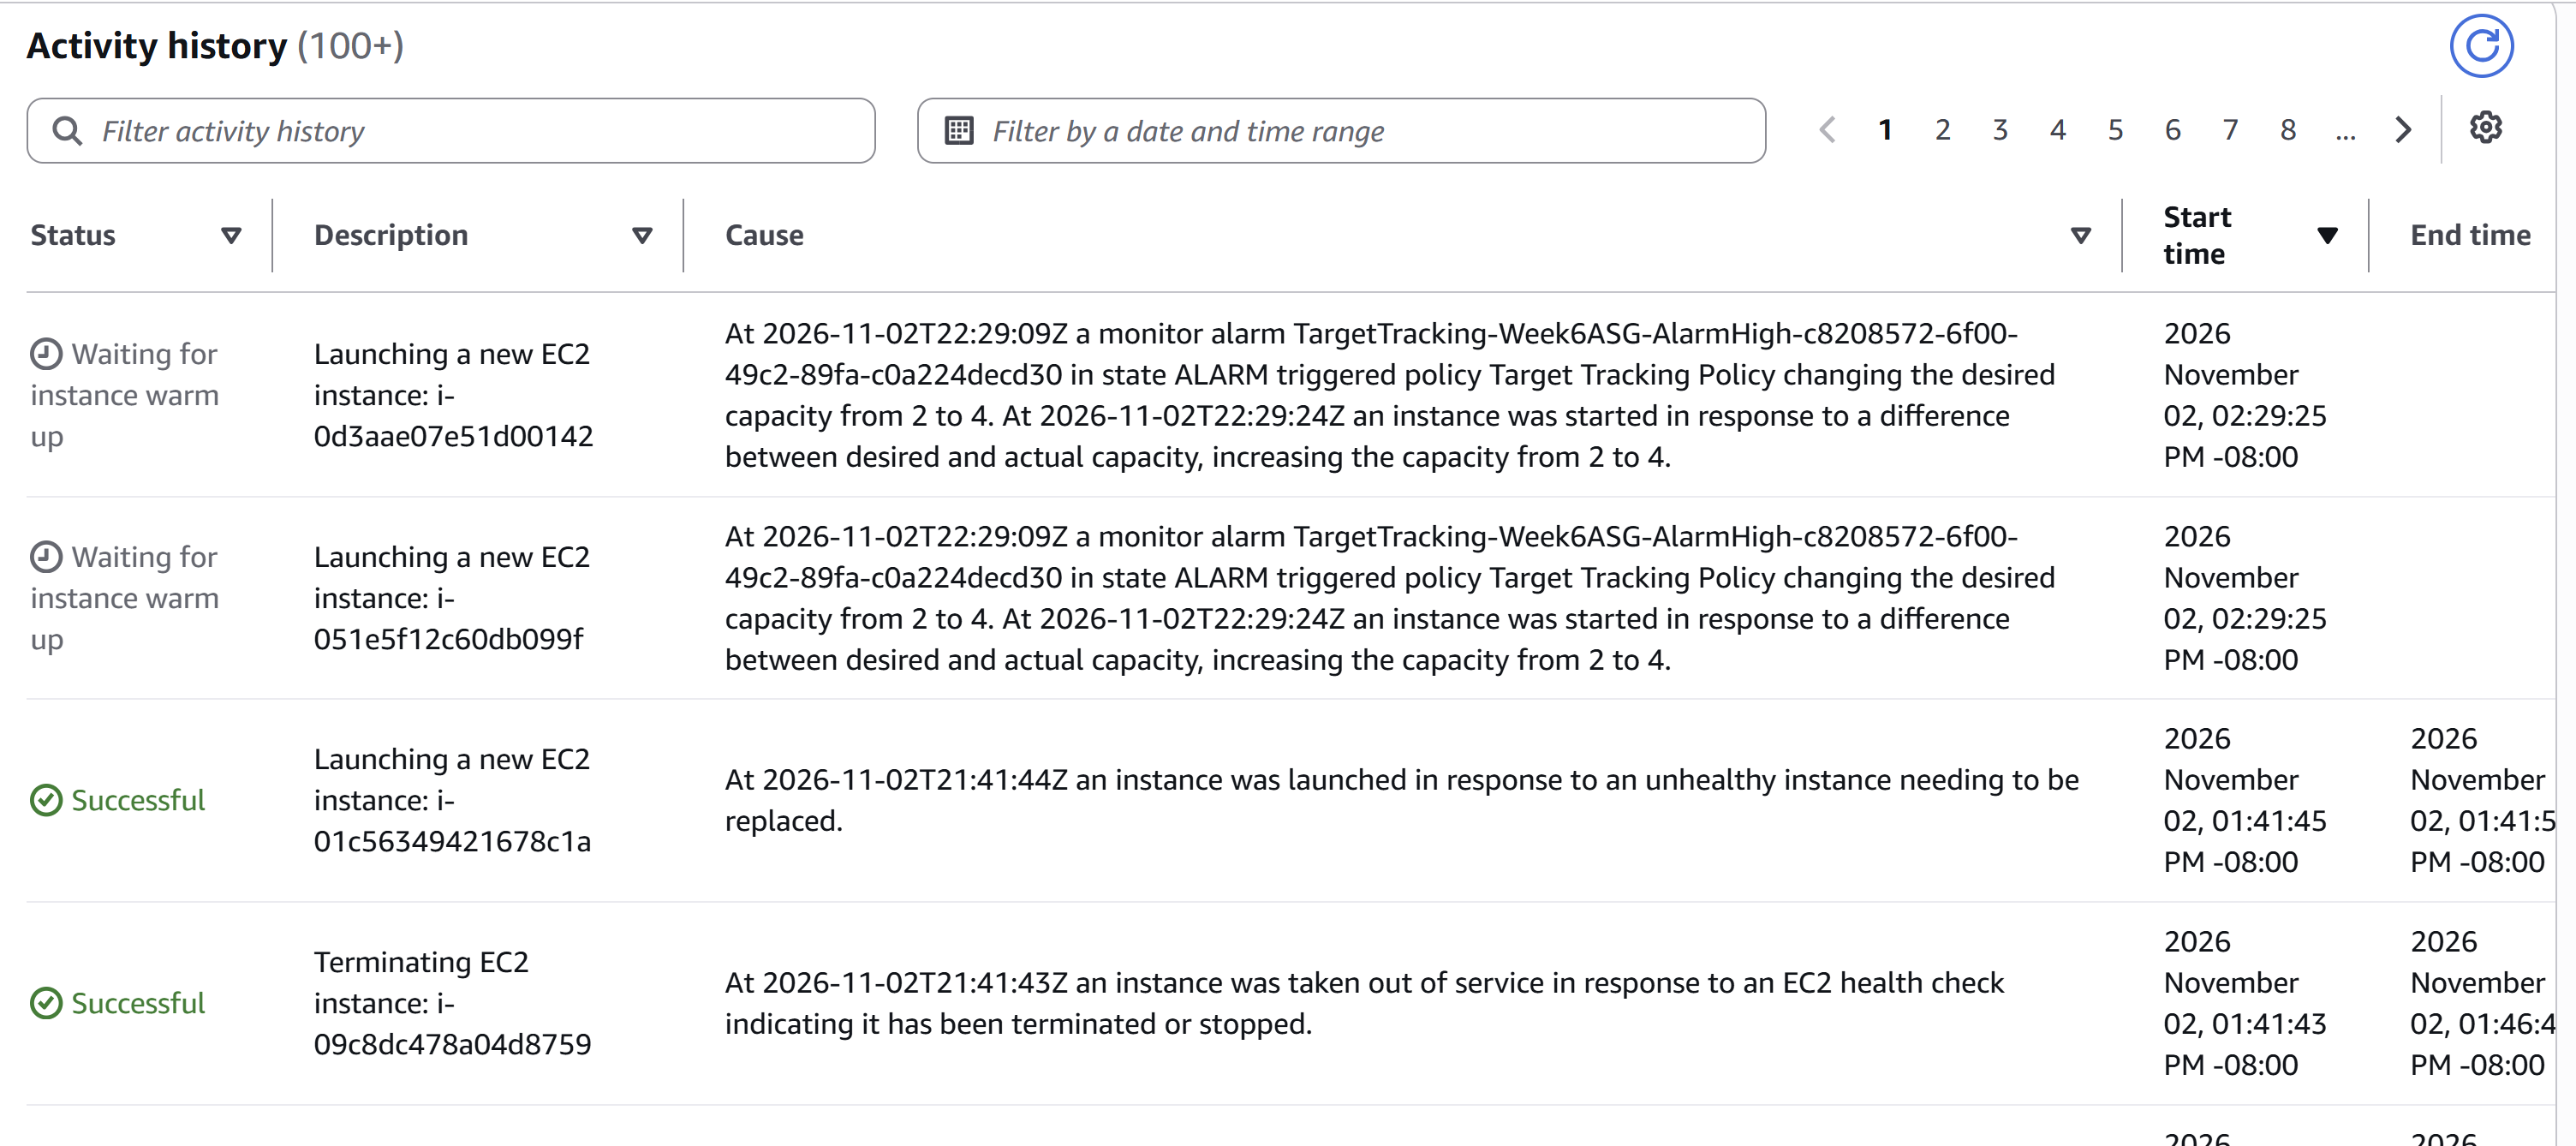 Activity history (100+)
Filter activity history
Filter by a date and time range
1 2 3 4 5 6 7 8 ...
Status
Description
Cause
Start
time
End time
Waiting for
instance warm
up
Launching a new EC2
instance: i-
0d3aae07e51d00142
At 2026-11-02T22:29:09Z a monitor alarm TargetTracking-Week6ASG-AlarmHigh-c8208572-6f00-
49c2-89fa-c0a224decd30 in state ALARM triggered policy Target Tracking Policy changing the desired
capacity from 2 to 4. At 2026-11-02T22:29:24Z an instance was started in response to a difference
between desired and actual capacity, increasing the capacity from 2 to 4.
2026
November
02, 02:29:25
PM -08:00
Waiting for
instance warm
up
Launching a new EC2
instance: i-
051e5f12c60db099f
At 2026-11-02T22:29:09Z a monitor alarm TargetTracking-Week6ASG-AlarmHigh-c8208572-6f00-
49c2-89fa-c0a224decd30 in state ALARM triggered policy Target Tracking Policy changing the desired
capacity from 2 to 4. At 2026-11-02T22:29:24Z an instance was started in response to a difference
between desired and actual capacity, increasing the capacity from 2 to 4.
2026
November
02, 02:29:25
PM -08:00
Successful
Launching a new EC2
instance: i-
01c56349421678c1a
At 2026-11-02T21:41:44Z an instance was launched in response to an unhealthy instance needing to be
replaced.
2026
November
02, 01:41:45
PM -08:00
2026
November
02, 01:41:5
PM -08:00
Successful
Terminating EC2
instance: i-
09c8dc478a04d8759
At 2026-11-02T21:41:43Z an instance was taken out of service in response to an EC2 health check
indicating it has been terminated or stopped.
2026
November
02, 01:41:43
PM -08:00
2026
November
02, 01:46:4
PM -08:00
2026
2026